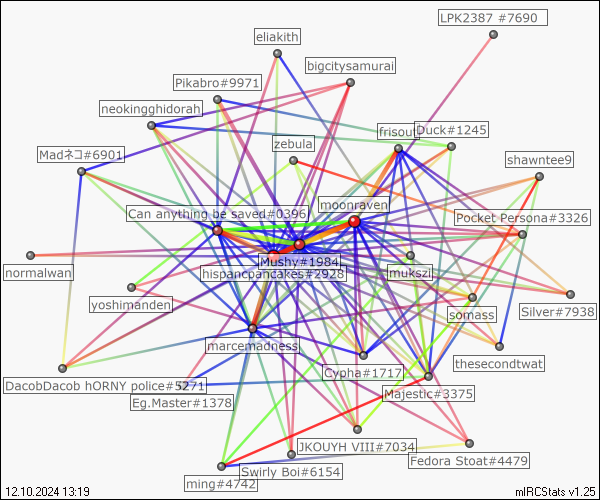 LPK2387 #7690
eliakith
bigcitysamurai
Pikabro#9971
neokingghidorah
frisout
Duck#1245
zebula
Madネコ#6901
shawntee9
moonraven
Can anything be saved#0396
Pocket Persona#3326
Mushy#1984
normalwan
hispancpancakes#2928
mukszi
yoshimanden
somass
Silver#7938
marcemadness
thesecondtwat
Cypha#1717
DacobDacob hORNY police#5271
Majestic#3375
Eg.Master#1378
JKOUYH VIII#7034
Fedora Stoat#4479
Swirly Boi#6154
ming#4742
12.10.2024 13:19
mIRCStats v1.25